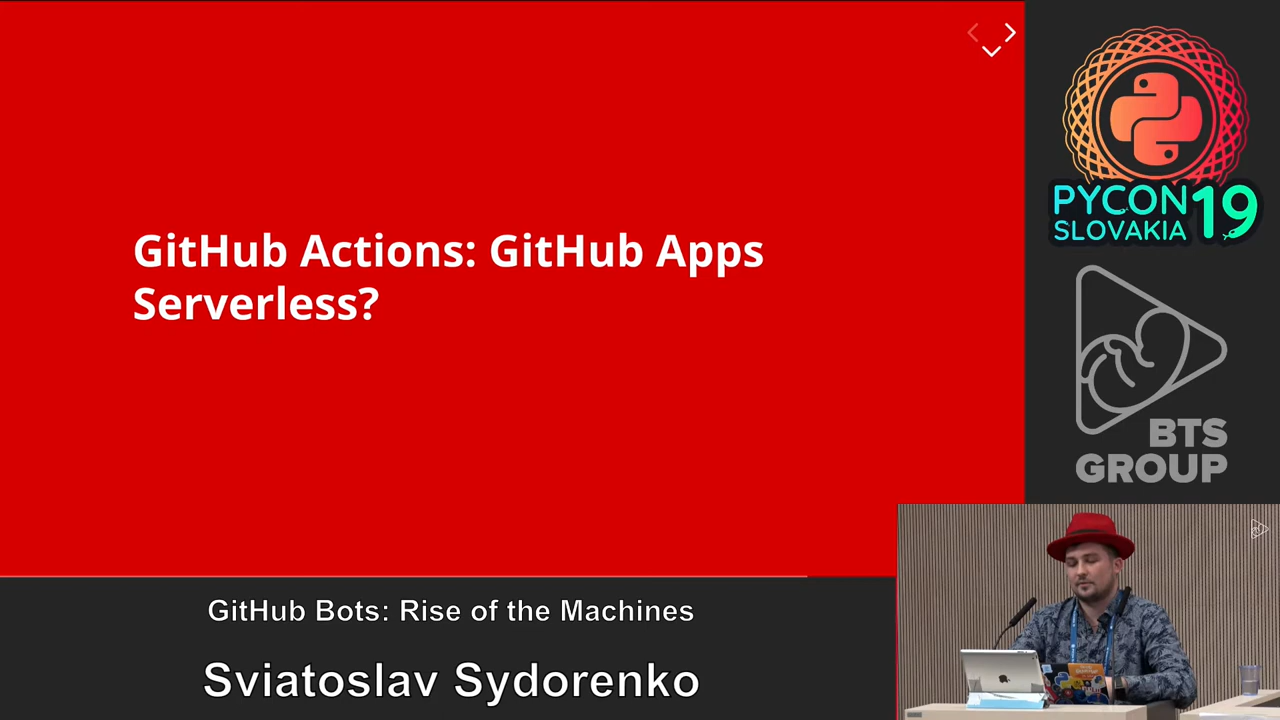 GitHub Actions: GitHub Apps
Serverless?
PYCON 19
SLOVAKIA
BTS
GROUP
GitHub Bots: Rise of the Machines
Sviatoslav Sydorenko